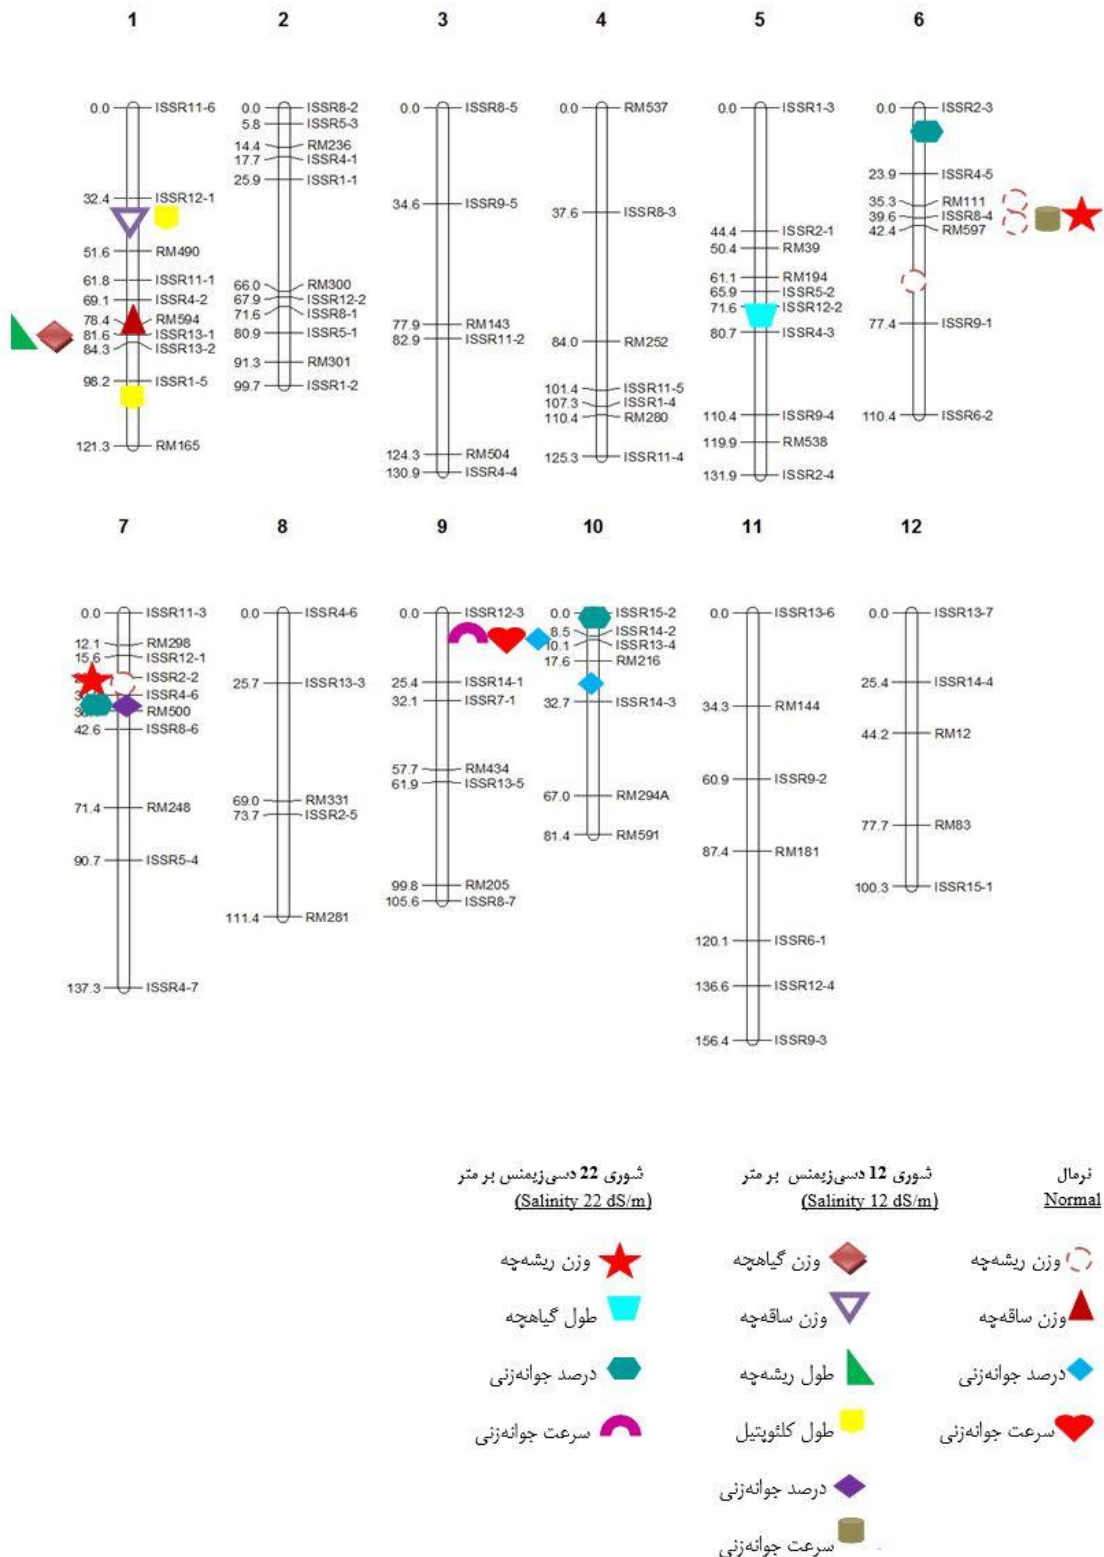 1 2 3 4 5 6
0.0 ISSR11-6
32.4 ISSR12-1
51.6 RM490
61.8 ISSR11-1
69.1 ISSR4-2
78.4 RM594
81.6 ISSR13-1
84.3 ISSR13-2
98.2 ISSR1-5
121.3 RM165
0.0 ISSR8-2
5.8 ISSR5-3
14.4 RM236
17.7 ISSR4-1
25.9 ISSR1-1
66.0 RM300
67.9 ISSR12-2
71.6 ISSR8-1
80.9 ISSR5-1
91.3 RM301
99.7 ISSR1-2
0.0 ISSR8-5
34.6 ISSR9-5
77.9 RM143
82.9 ISSR11-2
124.3 RM504
130.9 ISSR4-4
0.0 RM537
37.6 ISSR8-3
84.0 RM252
101.4 ISSR11-5
107.3 ISSR1-4
110.4 RM280
125.3 ISSR11-4
0.0 ISSR1-3
44.4 ISSR2-1
50.4 RM39
61.1 RM194
65.9 ISSR5-2
71.6 ISSR12-2
80.7 ISSR4-3
110.4 ISSR9-4
119.9 RM538
131.9 ISSR2-4
0.0 ISSR2-3
23.9 ISSR4-5
35.3 RM111
39.6 ISSR8-4
42.4 RM597
77.4 ISSR9-1
110.4 ISSR6-2
7 8 9 10 11 12
0.0 ISSR11-3
12.1 RM298
15.6 ISSR12-1
ISSR2-2
ISSR4-6
RM500
42.6 ISSR8-6
71.4 RM248
90.7 ISSR5-4
137.3 ISSR4-7
0.0 ISSR4-6
25.7 ISSR13-3
69.0 RM331
73.7 ISSR2-5
111.4 RM281
0.0 ISSR12-3
25.4 ISSR14-1
32.1 ISSR7-1
57.7 RM434
61.9 ISSR13-5
99.8 RM205
105.6 ISSR8-7
0.0 ISSR15-2
8.5 ISSR14-2
10.1 ISSR13-4
17.6 RM216
32.7 ISSR14-3
67.0 RM294A
81.4 RM591
0.0 ISSR13-6
34.3 RM144
60.9 ISSR9-2
87.4 RM181
120.1 ISSR6-1
136.6 ISSR12-4
156.4 ISSR9-3
0.0 ISSR13-7
25.4 ISSR14-4
44.2 RM12
77.7 RM83
100.3 ISSR15-1
نرمال
Normal
وزن ریشه‌چه
وزن ساقه‌چه
درصد جوانه‌زنی
سرعت جوانه‌زنی
شوری 12 دسی‌زیمنس بر متر
(Salinity 12 dS/m)
وزن گیاهچه
وزن ساقه‌چه
طول ریشه‌چه
طول کلئوپتیل
درصد جوانه‌زنی
سرعت جوانه‌زنی
شوری 22 دسی‌زیمنس بر متر
(Salinity 22 dS/m)
وزن ریشه‌چه
طول گیاهچه
درصد جوانه‌زنی
سرعت جوانه‌زنی